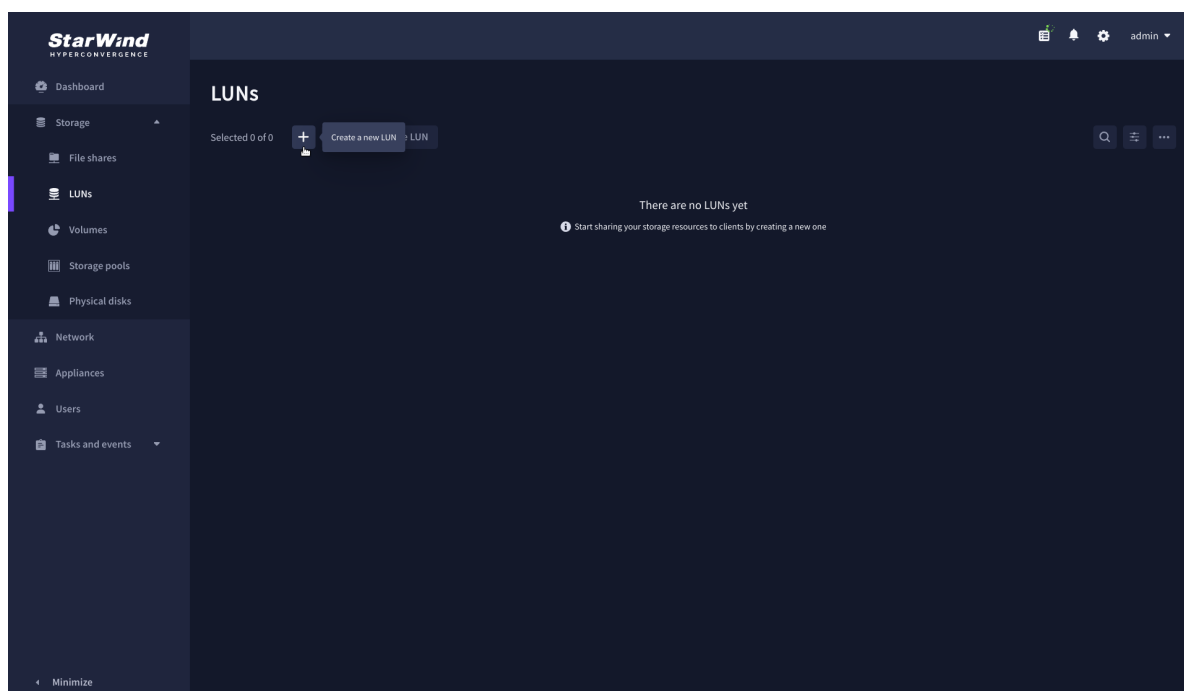 StarWind
HYPERCONVERGENCE
admin
Dashboard
Storage
File shares
LUNs
Volumes
Storage pools
Physical disks
Network
Appliances
Users
Tasks and events
Minimize
LUNs
Selected 0 of 0
Create a new LUN
LUN
There are no LUNs yet
Start sharing your storage resources to clients by creating a new one